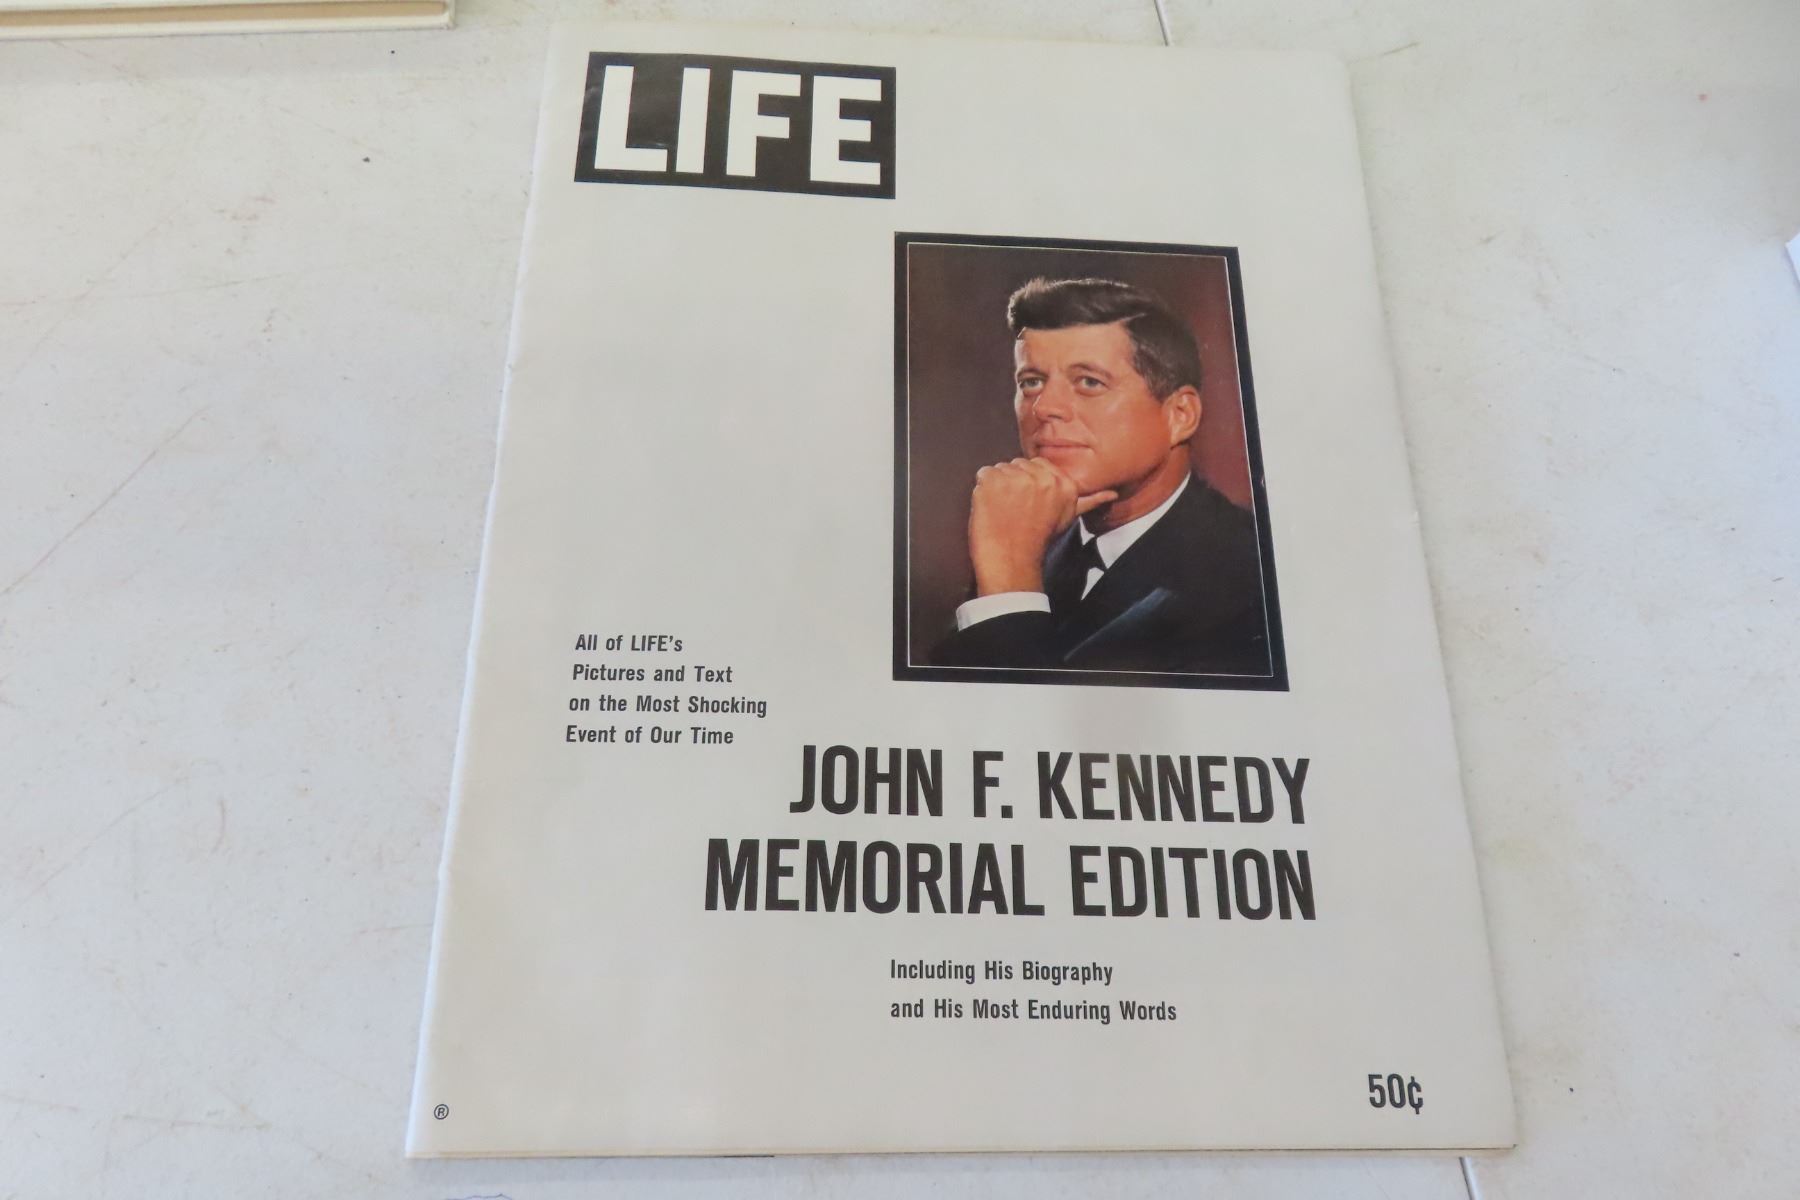 LIFE
All of LIFE's
Pictures and Text
on the Most Shocking
Event of Our Time
JOHN F. KENNEDY
MEMORIAL EDITION
Including His Biography
and His Most Enduring Words
50¢
®